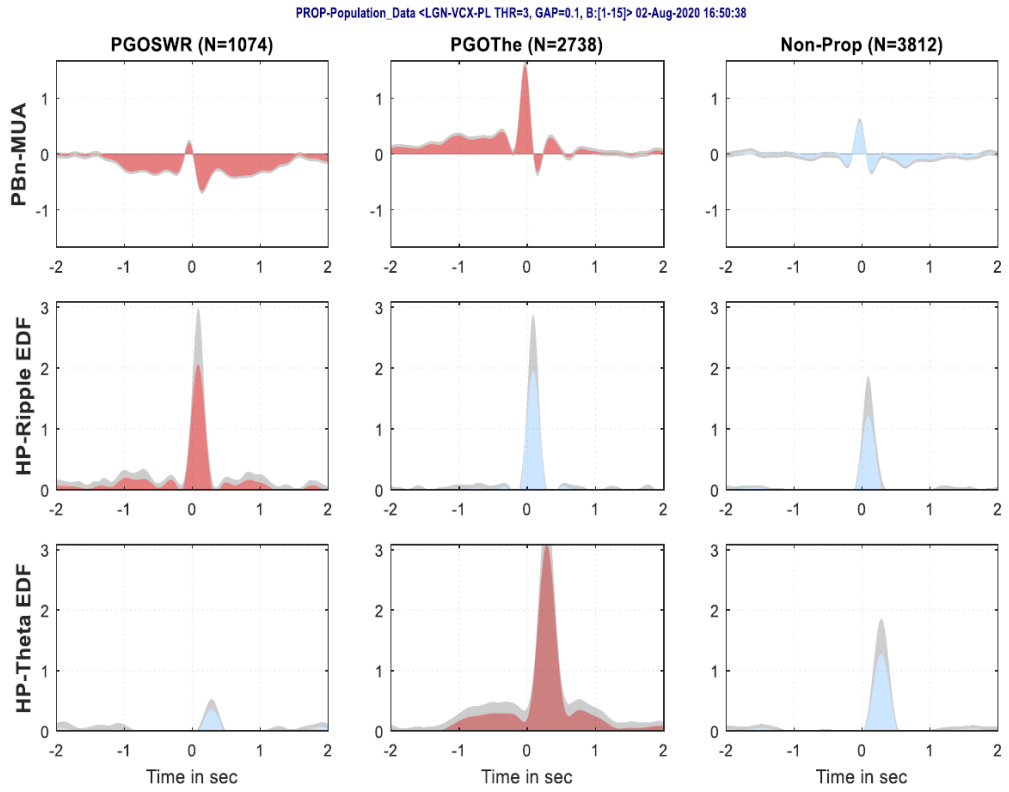 PROP-Population_Data <LGN-VCX-PL THR=3, GAP=0.1, B:[1-15]> 02-Aug-2020 16:50:38
PGOSWR (N=1074)
PGOThe (N=2738)
Non-Prop (N=3812)
PBn-MUA
1
0
-1
-2 -1 0 1 2
1
0
-1
-2 -1 0 1 2
1
0
-1
-2 -1 0 1 2
HP-Ripple EDF
3
2
1
0
-2 -1 0 1 2
3
2
1
0
-2 -1 0 1 2
3
2
1
0
-2 -1 0 1 2
HP-Theta EDF
3
2
1
0
-2 -1 0 1 2
Time in sec
3
2
1
0
-2 -1 0 1 2
Time in sec
3
2
1
0
-2 -1 0 1 2
Time in sec